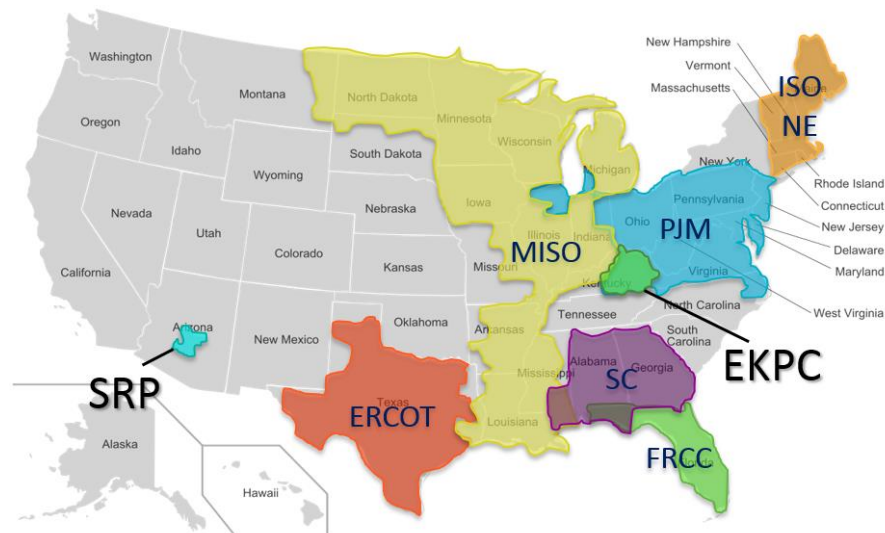 Washington
Montana
Oregon
Idaho
Wyoming
Nevada
Utah
California
Colorado
Arizona
New Mexico
North Dakota
South Dakota
Nebraska
Kansas
Oklahoma
Texas
Minnesota
Wisconsin
Iowa
Illinois
Indiana
Michigan
Missouri
Arkansas
Louisiana
Mississippi
Alabama
Georgia
Tennessee
Kentucky
Ohio
Pennsylvania
New York
Virginia
North Carolina
South
Carolina
Florida
New Hampshire
Vermont
Massachusetts
Rhode Island
Connecticut
New Jersey
Delaware
Maryland
West Virginia
Alaska
Hawaii
ISO
NE
PJM
MISO
EKPC
SC
FRCC
ERCOT
SRP